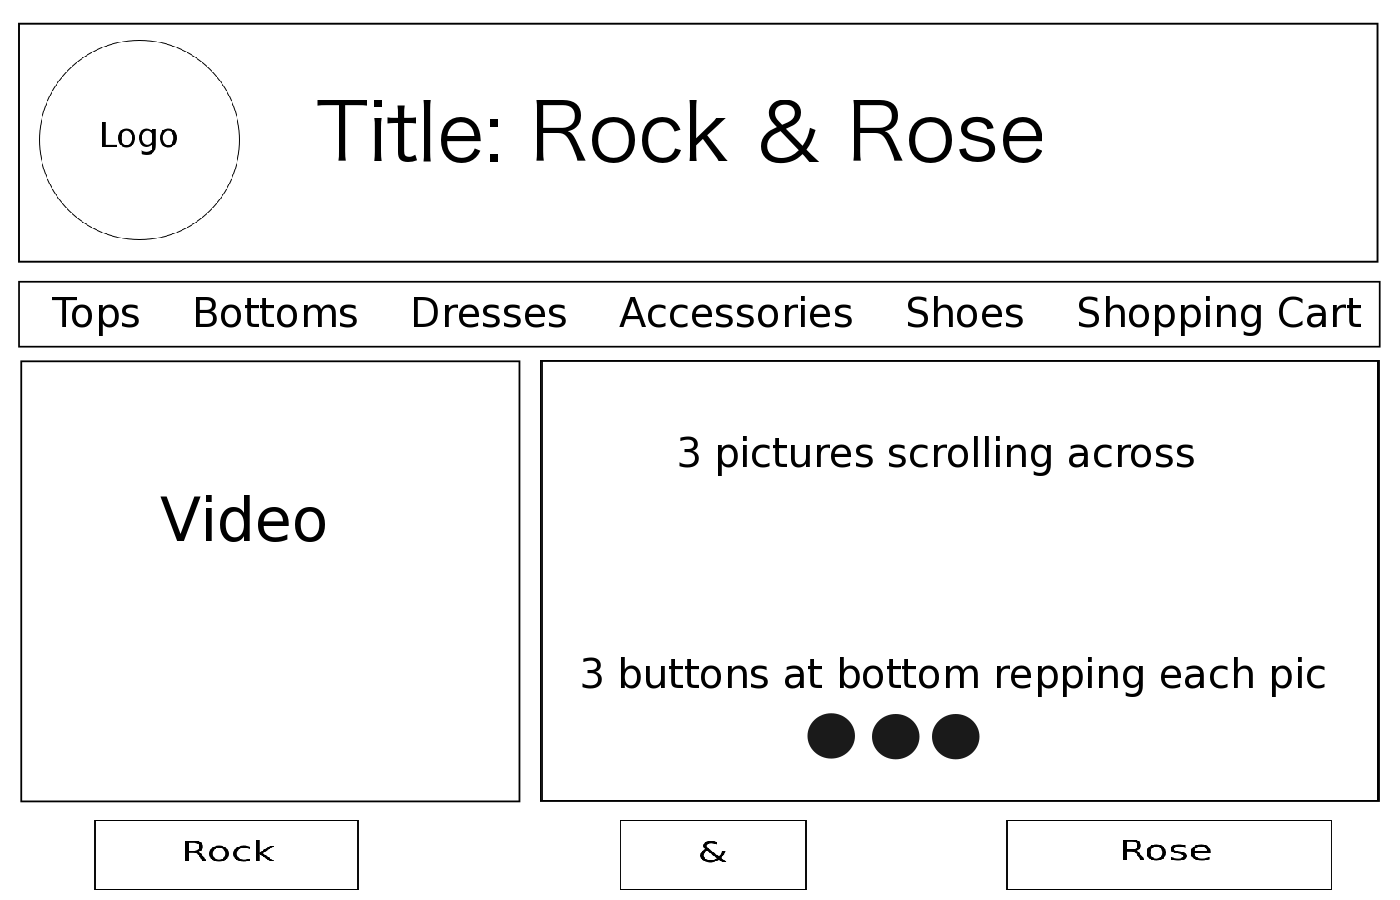 Logo
Title: Rock & Rose
Tops Bottoms Dresses Accessories Shoes Shopping Cart
Video
3 pictures scrolling across
3 buttons at bottom repping each pic
Rock
&
Rose